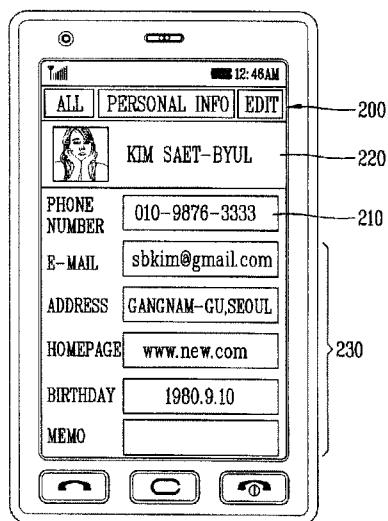 12:46AM
ALL PERSONAL INFO EDIT
200
KIM SAET-BYUL
220
PHONE NUMBER
010-9876-3333
210
E-MAIL
sbkim@gmail.com
ADDRESS
GANGNAM-GU,SEOUL
HOMEPAGE
www.new.com
230
BIRTHDAY
1980.9.10
MEMO